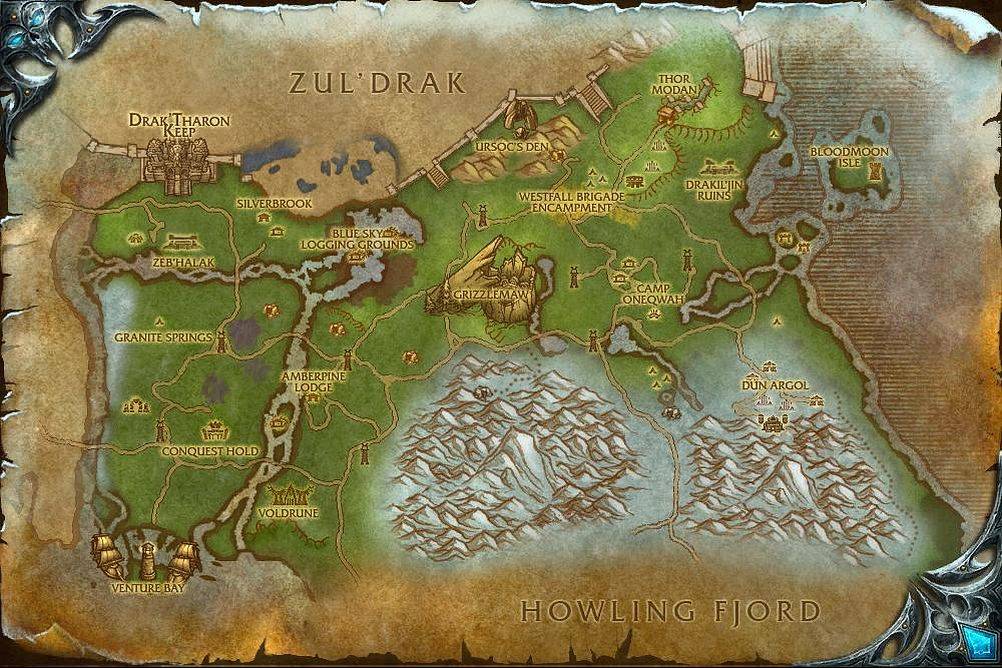 ZUL'DRAK
THOR
MODAN
DRAK'THARON
KEEP
URSOC'S DEN
BLOODMOON
ISLE
DRAKIL'JIN
RUINS
SILVERBROOK
WESTFALL BRIGADE
ENCAMPMENT
BLUE SKY
LOGGING GROUNDS
ZEB'HALAK
GRIZZLEMAW
CAMP
ONEQWAH
GRANITE SPRINGS
AMBERPINE
LODGE
DUN ARGOL
CONQUEST HOLD
VOLDRUNE
VENTURE BAY
HOWLING FJORD